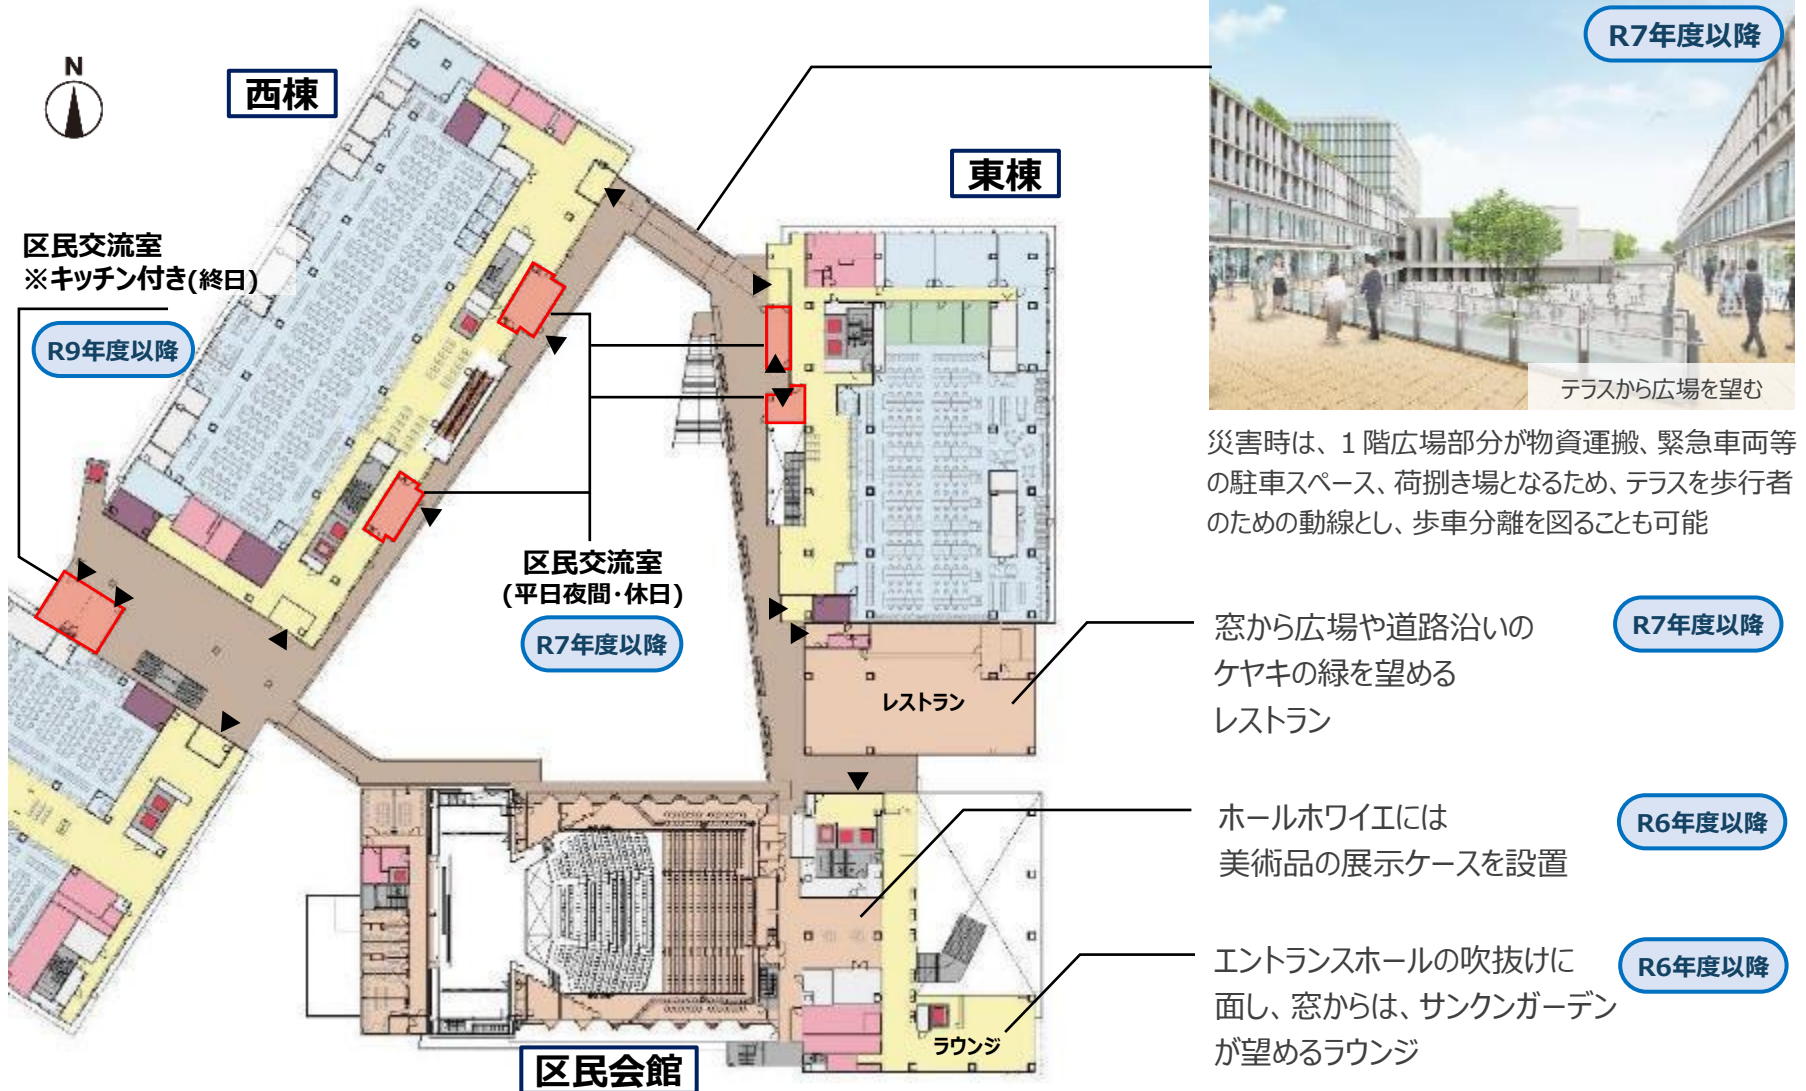 N
西棟
東棟
区民交流室
※キッチン付き(終日)
R9年度以降
区民交流室
(平日夜間・休日)
R7年度以降
レストラン
ラウンジ
区民会館
R7年度以降
テラスから広場を望む
災害時は、１階広場部分が物資運搬、緊急車両等
の駐車スペース、荷捌き場となるため、テラスを歩行者
のための動線とし、歩車分離を図ることも可能
窓から広場や道路沿いの
ケヤキの緑を望める
レストラン
R7年度以降
ホールホワイエには
美術品の展示ケースを設置
R6年度以降
エントランスホールの吹抜けに
面し、窓からは、サンクンガーデン
が望めるラウンジ
R6年度以降